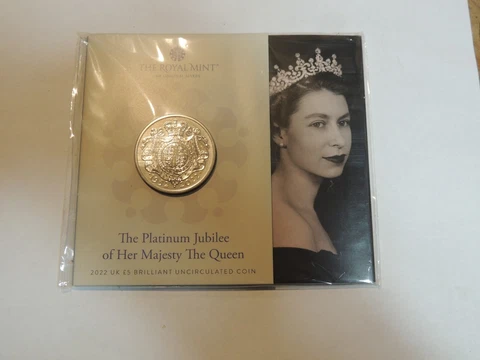 THE ROYAL MINT®
The Platinum Jubilee
of Her Majesty The Queen
2022 UK £5 BRILLIANT UNCIRCULATED COIN